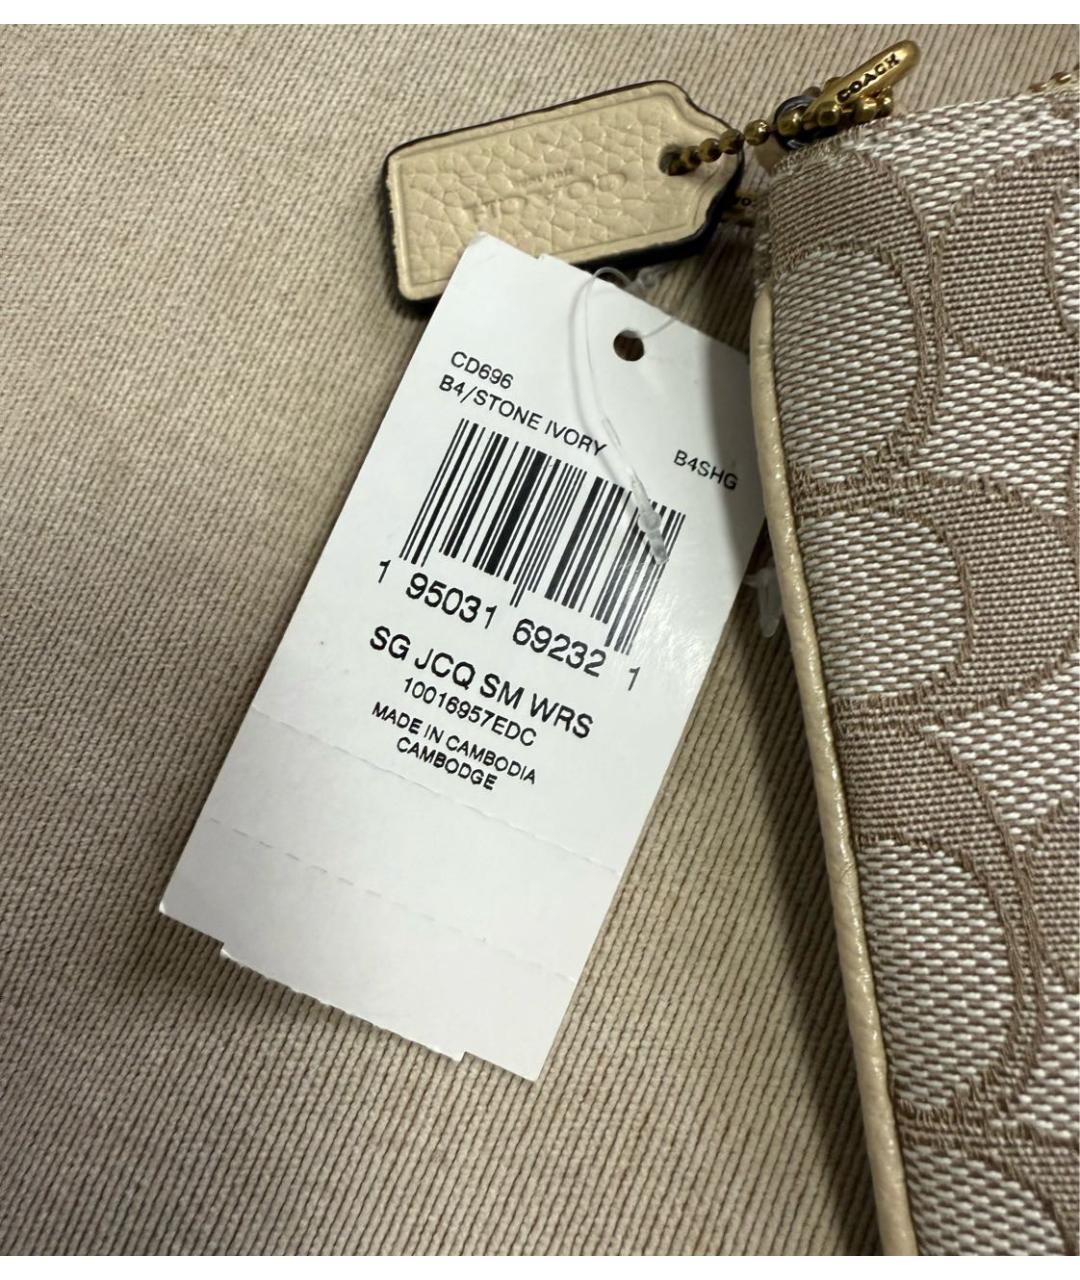 COACH
COACH
CD696
B4/STONE IVORY
B4SHG
1 95031 69232 1
SG JCQ SM WRS
10016957EDC
MADE IN CAMBODIA
CAMBODGE